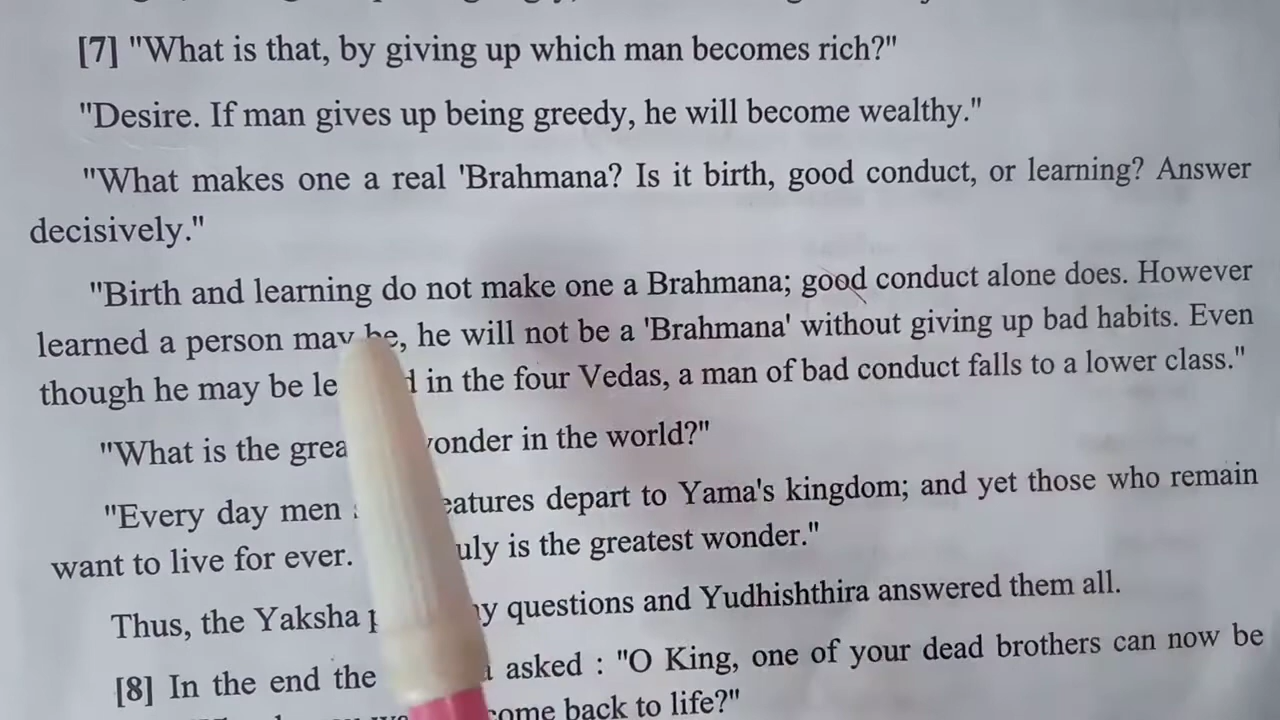 [7] "What is that, by giving up which man becomes rich?"
"Desire. If man gives up being greedy, he will become wealthy."
"What makes one a real 'Brahmana? Is it birth, good conduct, or learning? Answer
decisively."
"Birth and learning do not make one a Brahmana; good conduct alone does. However
learned a person may be, he will not be a 'Brahmana' without giving up bad habits. Even
though he may be in the four Vedas, a man of bad conduct falls to a lower class."
"What is the wonder in the world?"
"Every day men depart to Yama's kingdom; and yet those who remain
want to live for ever. is the greatest wonder."
Thus, the Yaksha questions and Yudhishthira answered them all.
[8] In the end the asked : "O King, one of your dead brothers can now be
come back to life?"